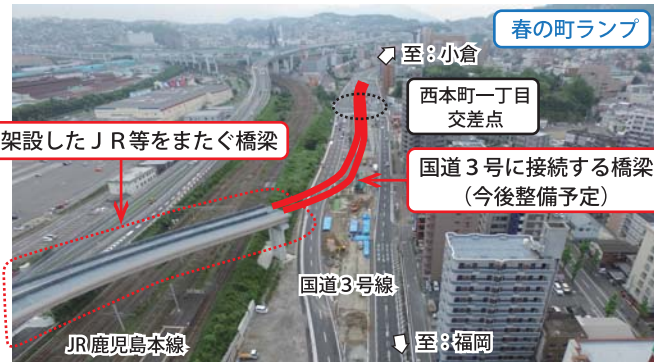 春の町ランプ
至：小倉
西本町一丁目
交差点
架設したＪＲ等をまたぐ橋梁
国道３号に接続する橋梁
（今後整備予定）
国道３号線
JR鹿児島本線
至：福岡